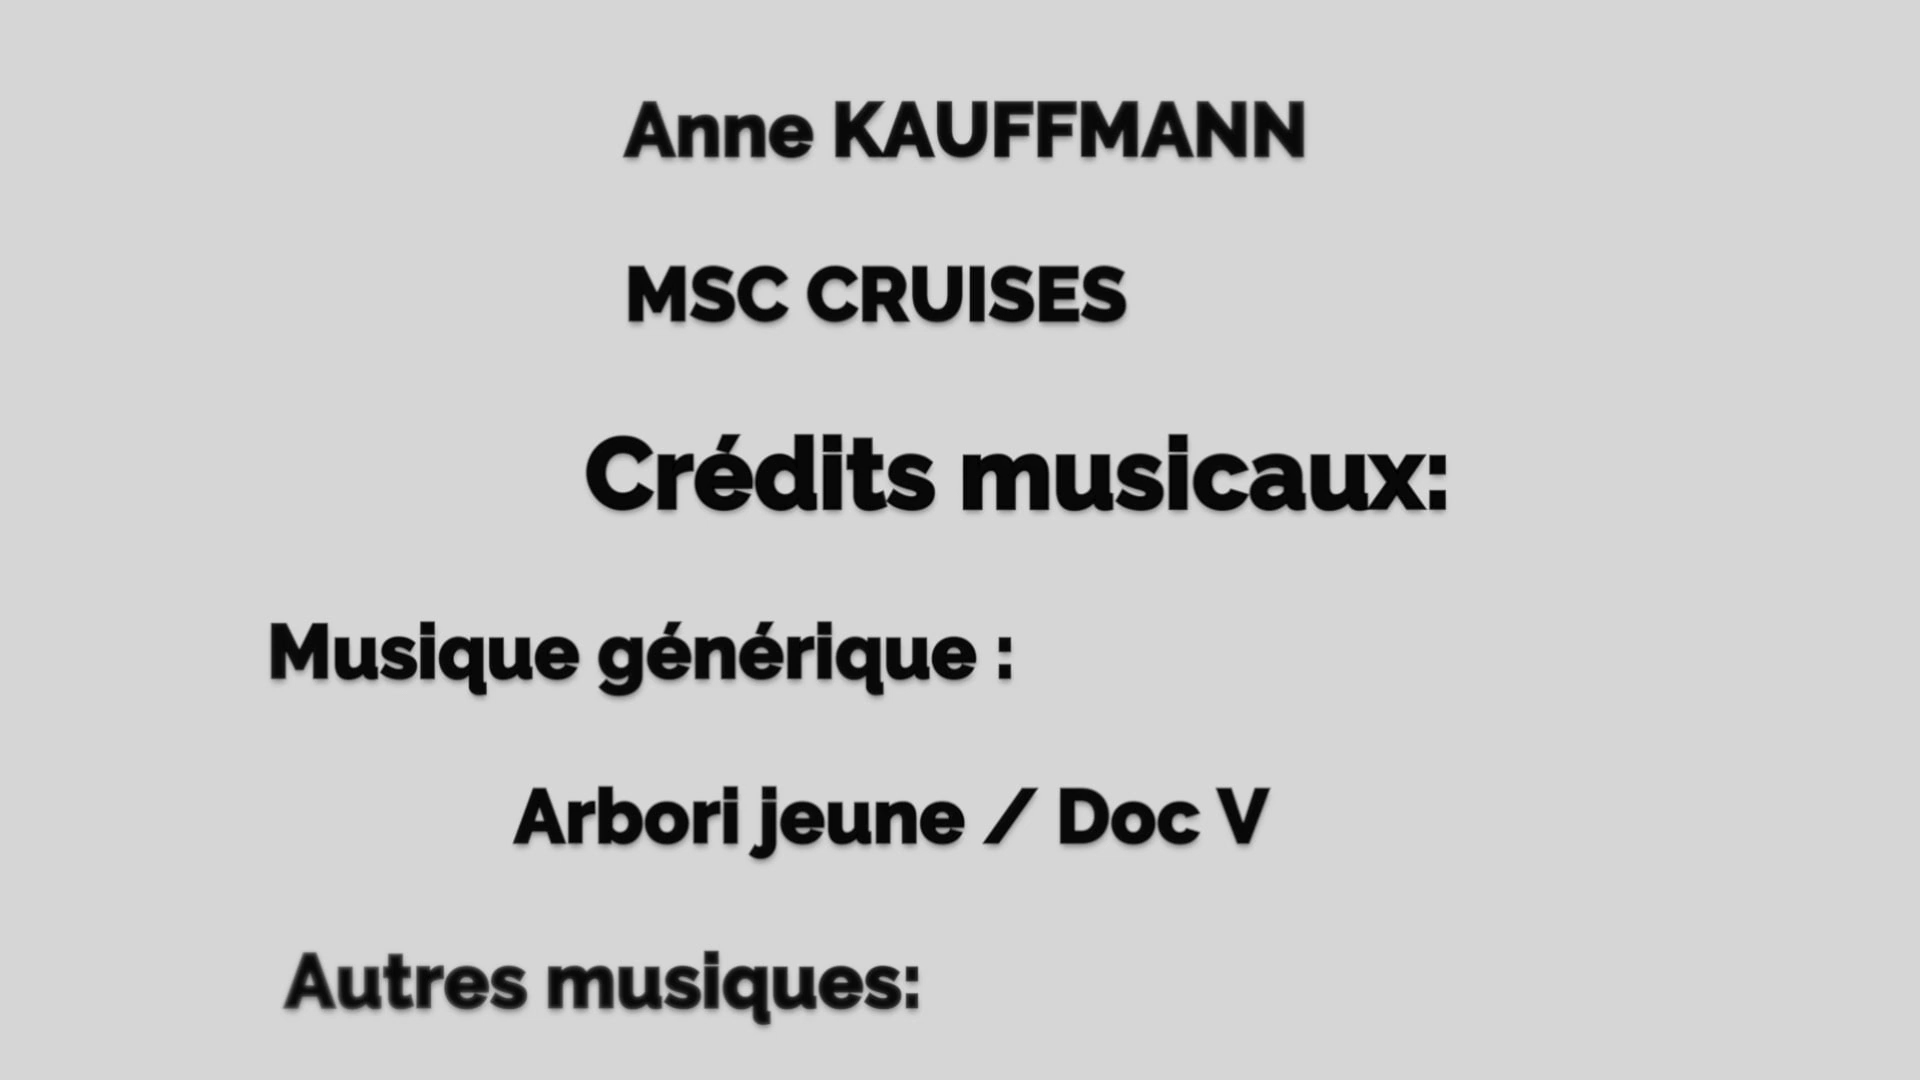 Anne KAUFFMANN
MSC CRUISES
Crédits musicaux:
Musique générique :
Arbori jeune / Doc V
Autres musiques: